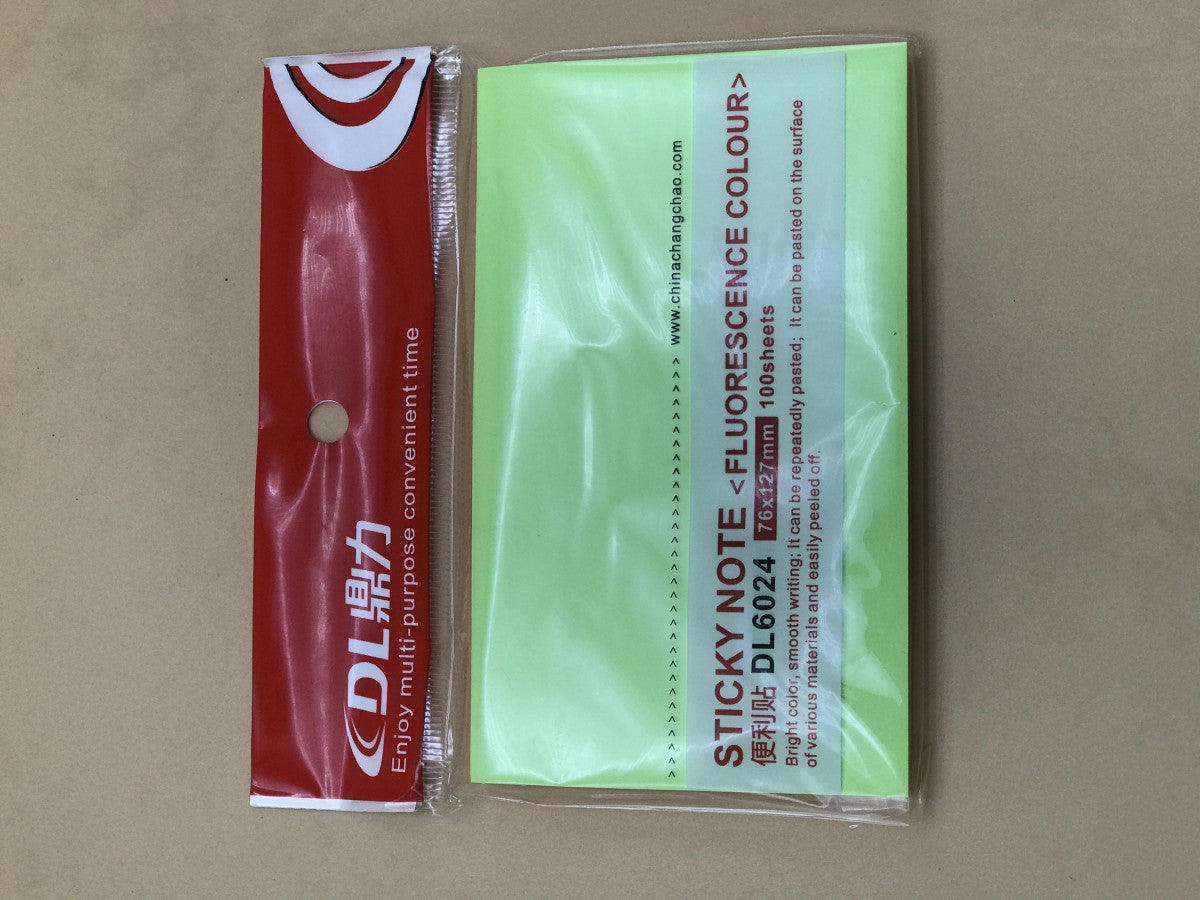 DL鼎力
Enjoy multi-purpose convenient time
> > > > > > > > > > > > > > > > > > > > > > > > > > > > > > www.chinachangchao.com
STICKY NOTE <FLUORESCENCE COLOUR>
便利贴 DL6024 76x127mm 100sheets
Bright color, smooth writing; It can be repeatedly pasted; It can be pasted on the surface
of various materials and easily peeled off.